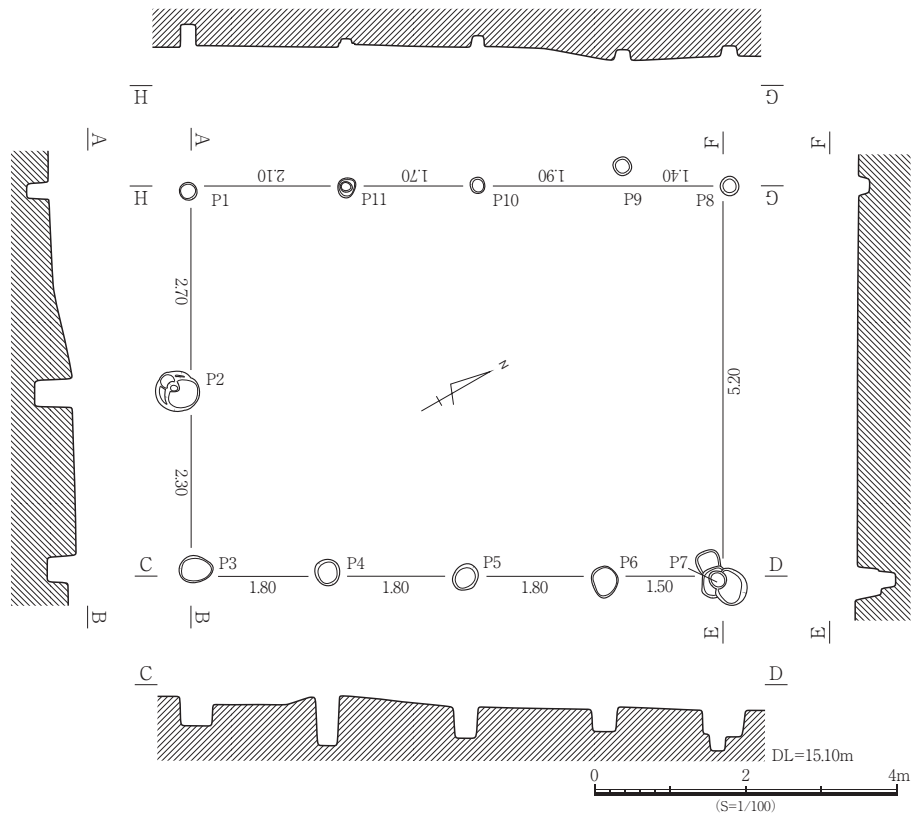 H G
A A F F
2.10 1.70 1.90 1.40
H G
P1 P11 P10 P9 P8
2.70
N
P2
5.20
2.30
C P3 P4 P5 P6 P7 D
1.80 1.80 1.80 1.50
B B
E E
C D
DL=15.10m
0 2 4m
(S=1/100)